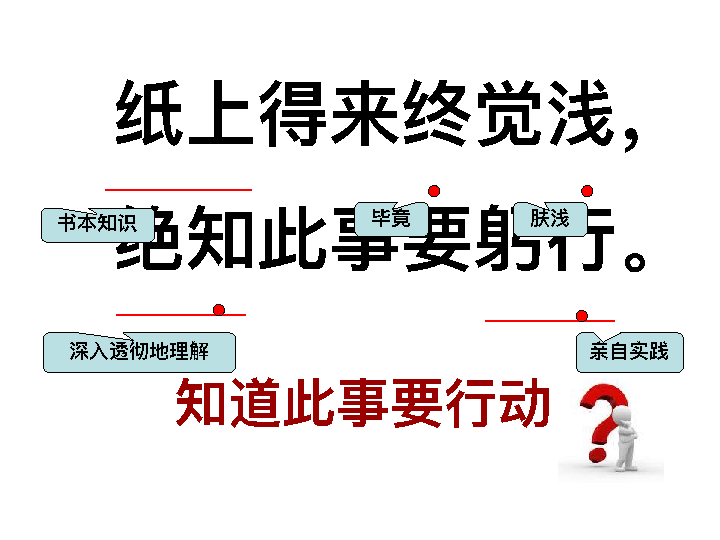 纸上得来终觉浅，
书本知识
毕竟
肤浅
绝知此事要躬行。
深入透彻地理解
亲自实践
知道此事要行动